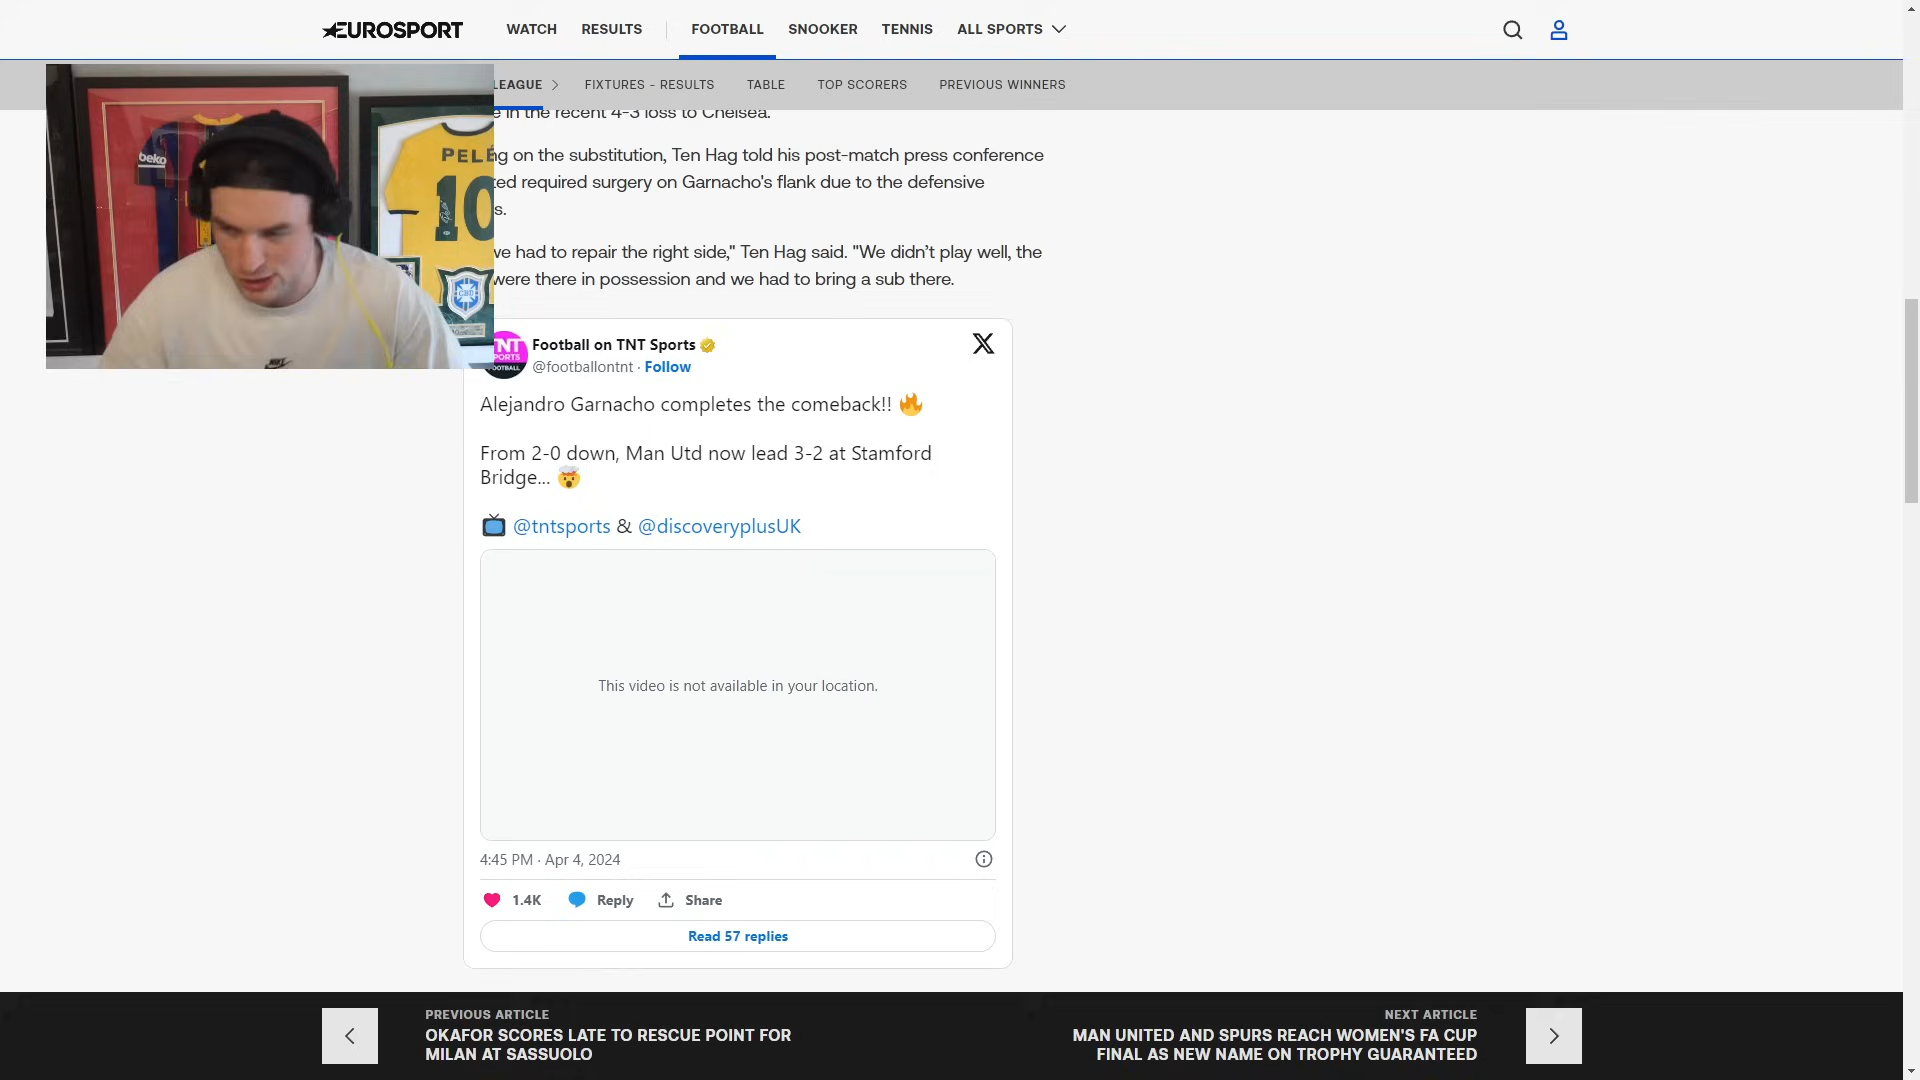 EUROSPORT
WATCH RESULTS FOOTBALL SNOOKER TENNIS ALL SPORTS
LEAGUE FIXTURES - RESULTS TABLE TOP SCORERS PREVIOUS WINNERS
in the recent 4-3 loss to Chelsea.
on the substitution, Ten Hag told his post-match press conference
required surgery on Garnacho's flank due to the defensive
had to repair the right side," Ten Hag said. "We didn't play well, the
were there in possession and we had to bring a sub there.
beko
PELÉ
10
CBD
TNT
SPORTS
FOOTBALL
Football on TNT Sports
@footballontnt · Follow
Alejandro Garnacho completes the comeback!! 🔥
From 2-0 down, Man Utd now lead 3-2 at Stamford
Bridge... 🤯
📺 @tntsports & @discoveryplusUK
This video is not available in your location.
4:45 PM · Apr 4, 2024
1.4K Reply Share
Read 57 replies
PREVIOUS ARTICLE
OKAFOR SCORES LATE TO RESCUE POINT FOR
MILAN AT SASSUOLO
NEXT ARTICLE
MAN UNITED AND SPURS REACH WOMEN'S FA CUP
FINAL AS NEW NAME ON TROPHY GUARANTEED